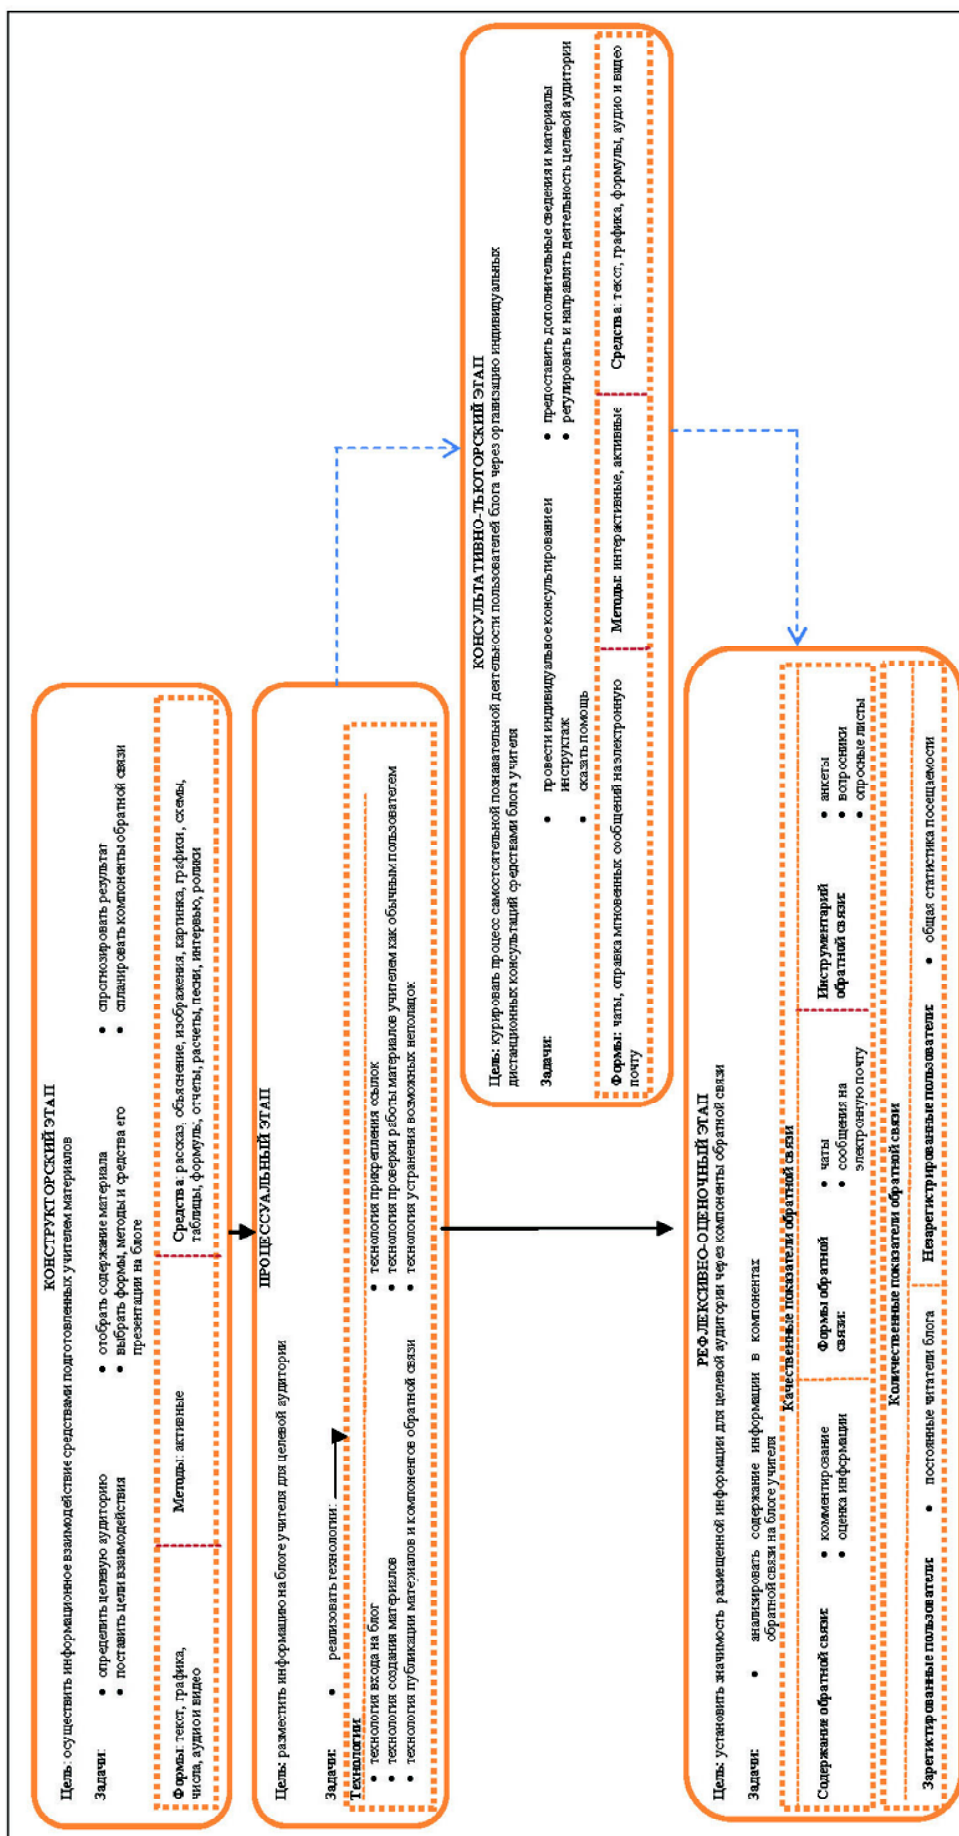 КОНСТРУКТОРСКИЙ ЭТАП
Цель: осуществить информационное взаимодействие средствами подготовленных учителем материалов
Задачи:
● определить целевую аудиторию
● поставить цели взаимодействия
● отобрать содержание материала
● выбрать формы, методы и средства его
презентации на блоге
● спрогнозировать результат
● спланировать компоненты обратной связи
Формы: текст, графика,
числа, аудио и видео
Методы: активные
Средства: рассказ, объяснение, изображения, картинка, графики, схемы,
таблицы, формулы, отчеты, расчеты, песни, интервью, ролики
ПРОЦЕССУАЛЬНЫЙ ЭТАП
Цель: разместить информацию на блоге учителя для целевой аудитории
Задачи:
● реализовать технологии:
Технологии
● технология входа на блог
● технология создания материалов
● технология публикации материалов и компонентов обратной связи
● технология прикрепления ссылок
● технология проверки работы материалов учителем как обычным пользователем
● технология устранения возможных неполадок
КОНСУЛЬТАТИВНО-ТЬЮТОРСКИЙ ЭТАП
Цель: курировать процесс самостоятельной познавательной деятельности пользователей блога через организацию индивидуальных
дистанционных консультаций средствами блога учителя
Задачи:
● провести индивидуальное консультирование и
инструктаж
● оказать помощь
● предоставить дополнительные сведения и материалы
● регулировать и направлять деятельность целевой аудитории
Формы: чаты, оправка мгновенных сообщений на электронную
почту
Методы: интерактивные, активные
Средства: текст, графика, формулы, аудио и видео
РЕФЛЕКСИВНО-ОЦЕНОЧНЫЙ ЭТАП
Цель: установить значимость размещенной информации для целевой аудитории через компоненты обратной связи
Задачи:
● анализировать содержание информации в компонентах
обратной связи на блоге учителя
Качественные показатели обратной связи
Содержание обратной связи:
● комментирование
● оценка информации
Формы обратной
связи:
● чаты
● сообщения на
электронную почту
Инструментарий
обратной связи:
● анкеты
● вопросники
● опросные листы
Количественные показатели обратной связи
Зарегистированные пользователи:
● постоянные читатели блога
Незарегистрированные пользователи:
● общая статистика посещаемости